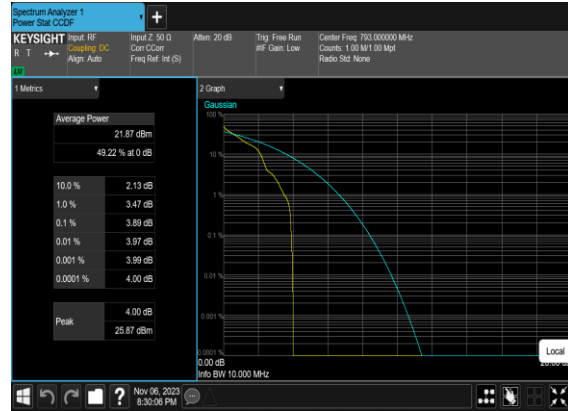 Spectrum Analyzer 1
Power Stat CCDF
+
KEYSIGHT
R T
LXI
Input: RF
Coupling: DC
Align: Auto
Input Z: 50 Ω
Corr CCorr
Freq Ref: Int (S)
Atten: 20 dB
Trig: Free Run
#IF Gain: Low
Center Freq: 793.000000 MHz
Counts: 1.00 M/1.00 Mpt
Radio Std: None
1 Metrics
Average Power
21.87 dBm
49.22 % at 0 dB
10.0 % 2.13 dB
1.0 % 3.47 dB
0.1 % 3.89 dB
0.01 % 3.97 dB
0.001 % 3.99 dB
0.0001 % 4.00 dB
Peak
4.00 dB
25.87 dBm
2 Graph
Gaussian
100 %
10 %
1 %
0.1 %
0.01 %
0.001 %
0.0001 %
0.00 dB
Info BW 10.000 MHz
Local
?
Nov 06, 2023
8:30:06 PM